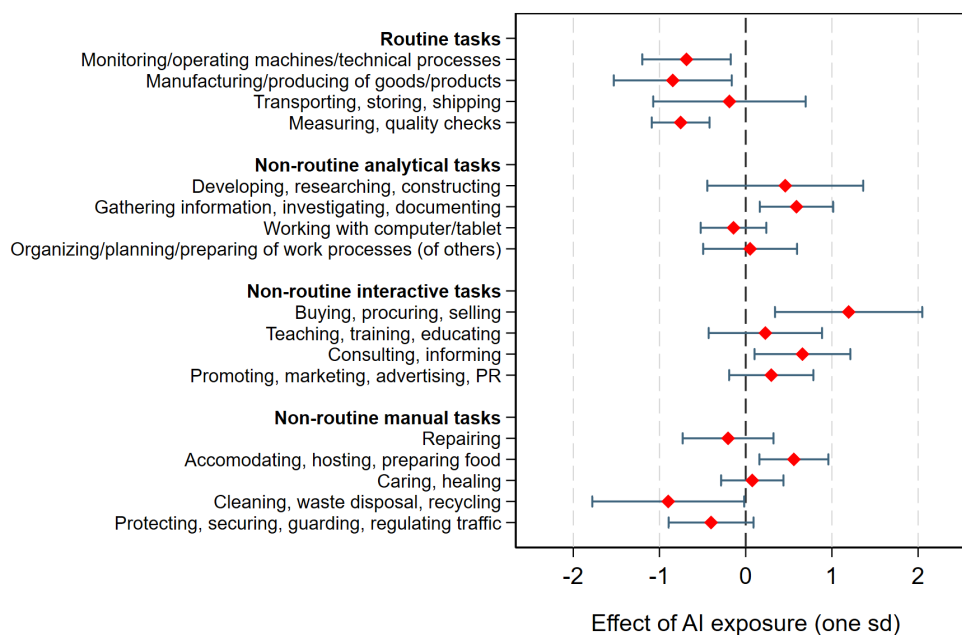 Routine tasks
Monitoring/operating machines/technical processes
Manufacturing/producing of goods/products
Transporting, storing, shipping
Measuring, quality checks
Non-routine analytical tasks
Developing, researching, constructing
Gathering information, investigating, documenting
Working with computer/tablet
Organizing/planning/preparing of work processes (of others)
Non-routine interactive tasks
Buying, procuring, selling
Teaching, training, educating
Consulting, informing
Promoting, marketing, advertising, PR
Non-routine manual tasks
Repairing
Accomodating, hosting, preparing food
Caring, healing
Cleaning, waste disposal, recycling
Protecting, securing, guarding, regulating traffic
-2 -1 0 1 2
Effect of AI exposure (one sd)